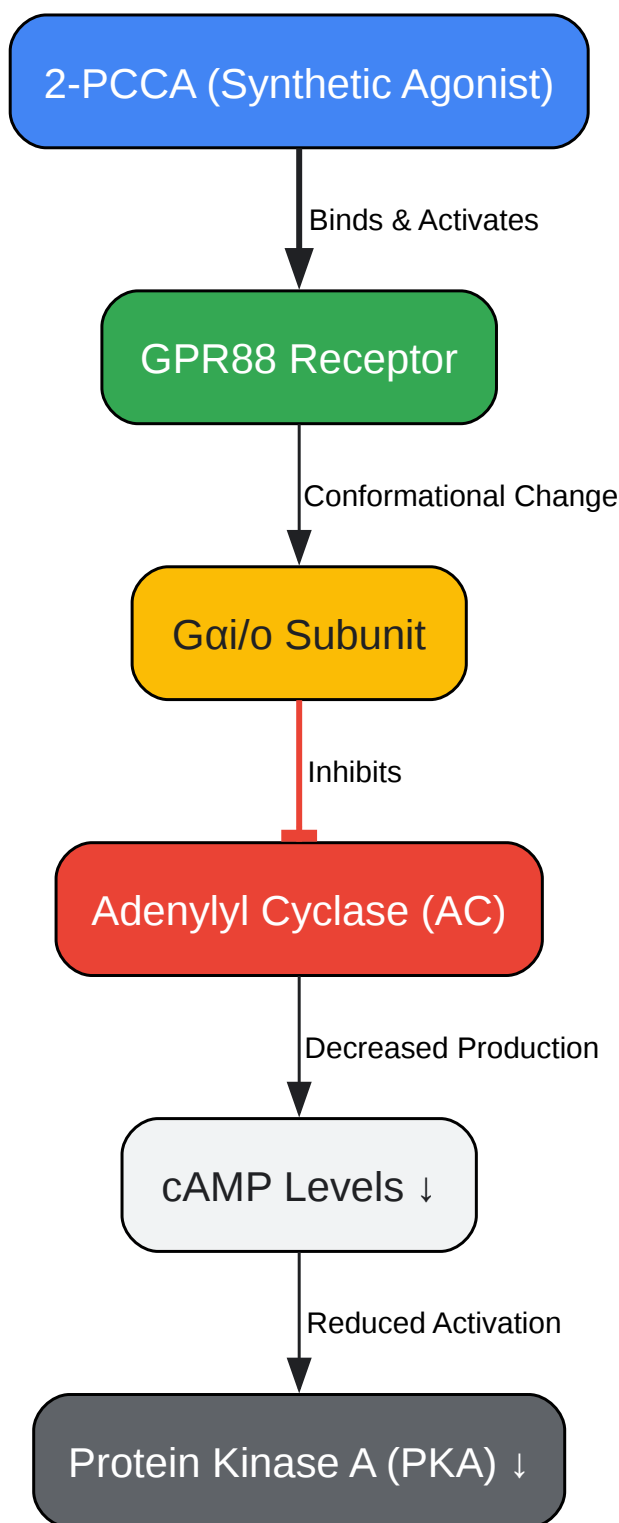 2-PCCA (Synthetic Agonist)
Binds & Activates
GPR88 Receptor
Conformational Change
Gαi/o Subunit
Inhibits
Adenylyl Cyclase (AC)
Decreased Production
cAMP Levels ↓
Reduced Activation
Protein Kinase A (PKA) ↓